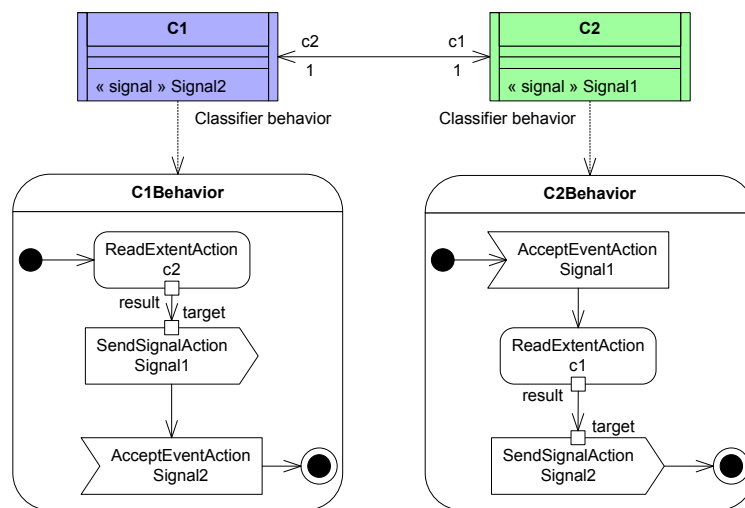 C1
« signal » Signal2
c2
1
c1
1
C2
« signal » Signal1
Classifier behavior
Classifier behavior
C1Behavior
ReadExtentAction
c2
result
target
SendSignalAction
Signal1
AcceptEventAction
Signal2
C2Behavior
AcceptEventAction
Signal1
ReadExtentAction
c1
result
target
SendSignalAction
Signal2